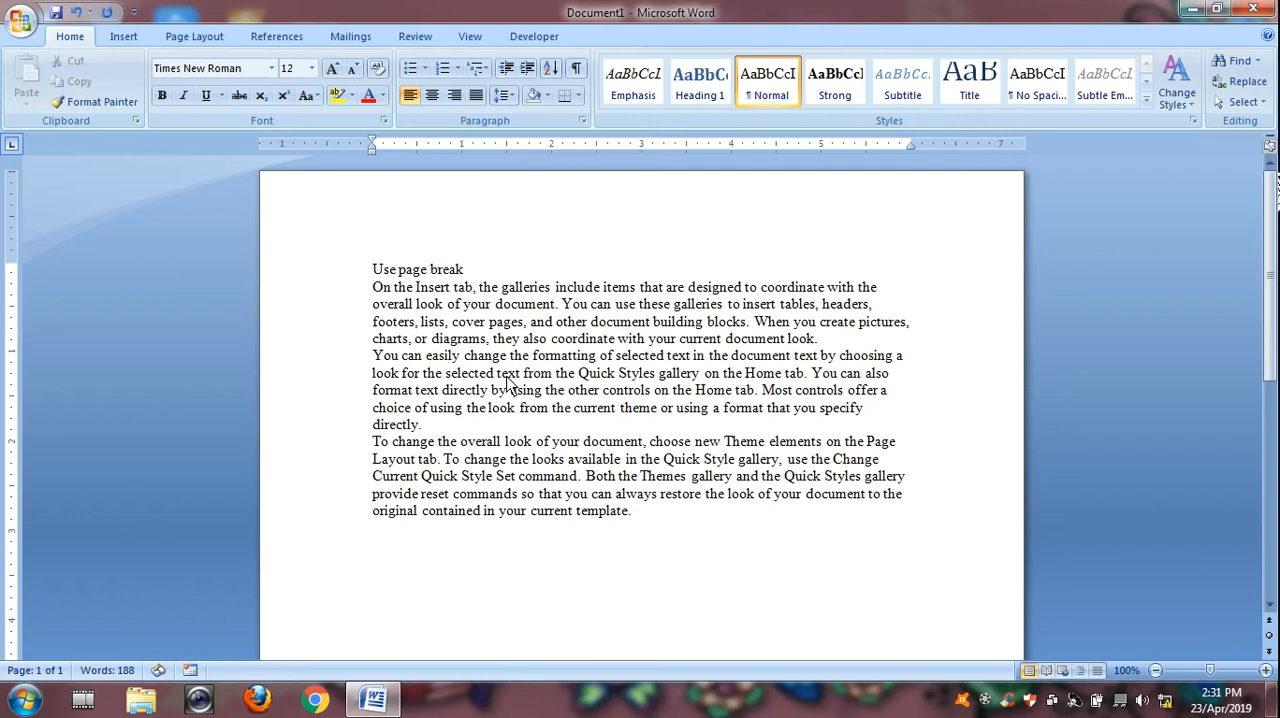 Document1 - Microsoft Word
Home Insert Page Layout References Mailings Review View Developer
Paste
Cut
Copy
Format Painter
Clipboard
Times New Roman 12
Font
Paragraph
AaBbCcI AaBbC AaBbCcI AaBbCcI AaBbCcI AaB AaBbCcI AaBbCcI
Emphasis Heading 1 ¶ Normal Strong Subtitle Title ¶ No Spaci... Subtle Em...
Change Styles
Styles
Find
Replace
Select
Editing
1 1 2 3 4 5 7
Use page break
On the Insert tab, the galleries include items that are designed to coordinate with the
overall look of your document. You can use these galleries to insert tables, headers,
footers, lists, cover pages, and other document building blocks. When you create pictures,
charts, or diagrams, they also coordinate with your current document look.
You can easily change the formatting of selected text in the document text by choosing a
look for the selected text from the Quick Styles gallery on the Home tab. You can also
format text directly by using the other controls on the Home tab. Most controls offer a
choice of using the look from the current theme or using a format that you specify
directly.
To change the overall look of your document, choose new Theme elements on the Page
Layout tab. To change the looks available in the Quick Style gallery, use the Change
Current Quick Style Set command. Both the Themes gallery and the Quick Styles gallery
provide reset commands so that you can always restore the look of your document to the
original contained in your current template.
Page: 1 of 1 Words: 188 100%
2:31 PM
23/Apr/2019